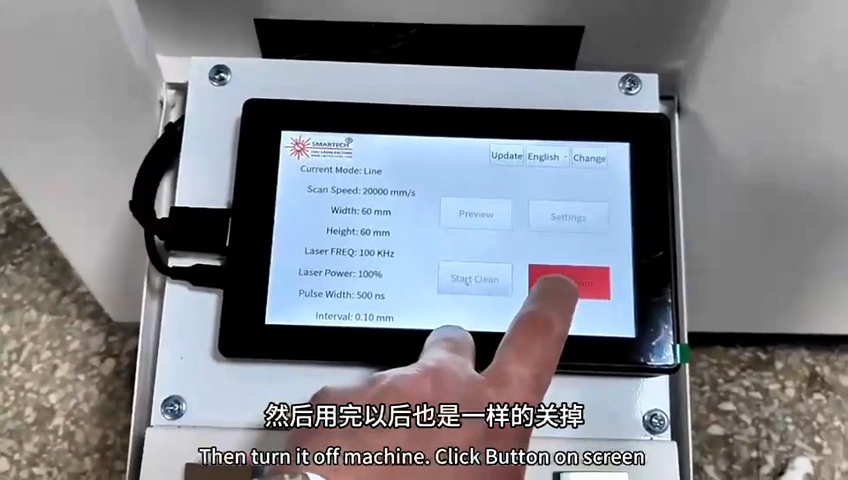 SMARTECH
Update English Change
Current Mode: Line
Scan Speed: 20000 mm/s
Width: 60 mm
Height: 60 mm
Laser FREQ: 100 KHz
Laser Power: 100%
Pulse Width: 500 ns
Interval: 0.10 mm
Preview
Settings
Start Clean
然后用完以后也是一样的关掉
Then turn it off machine. Click Button on screen